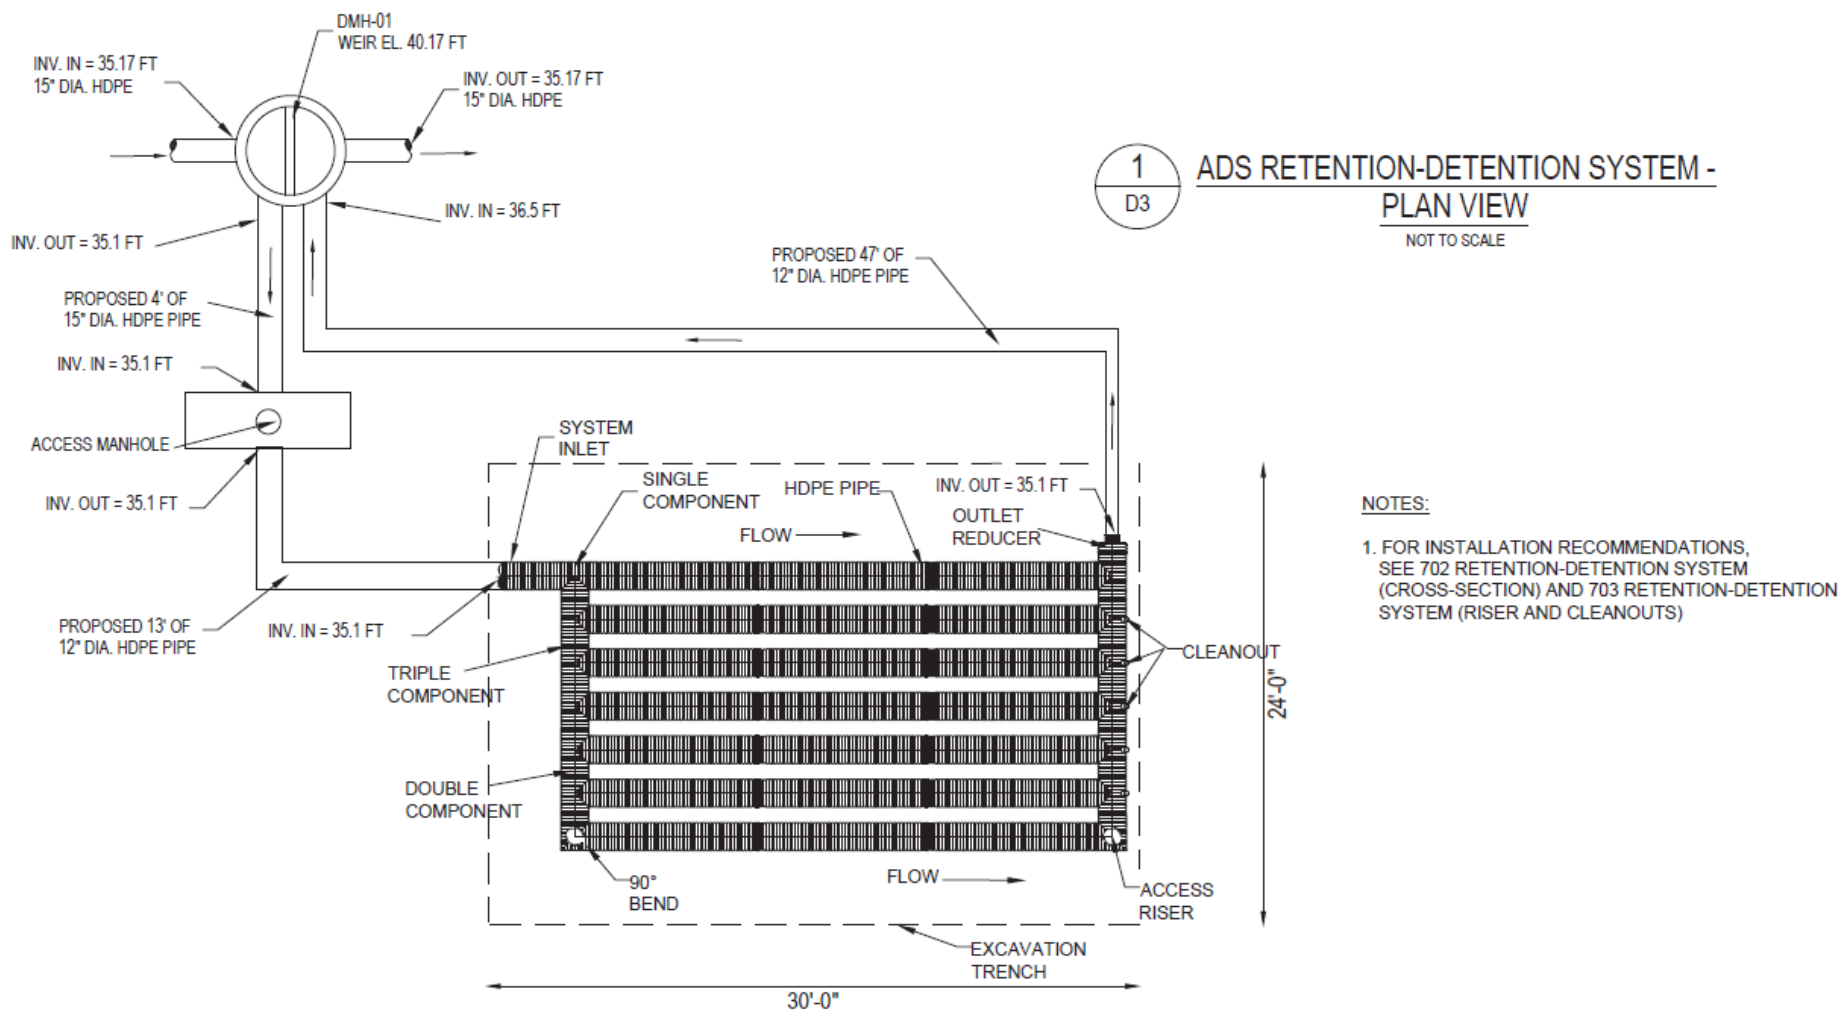 DMH-01
WEIR EL. 40.17 FT
INV. IN = 35.17 FT
15" DIA. HDPE
INV. OUT = 35.17 FT
15" DIA. HDPE
1
D3
ADS RETENTION-DETENTION SYSTEM -
PLAN VIEW
NOT TO SCALE
INV. IN = 36.5 FT
INV. OUT = 35.1 FT
PROPOSED 47' OF
12" DIA. HDPE PIPE
PROPOSED 4' OF
15" DIA. HDPE PIPE
INV. IN = 35.1 FT
ACCESS MANHOLE
SYSTEM
INLET
SINGLE
COMPONENT
HDPE PIPE
INV. OUT = 35.1 FT
OUTLET
REDUCER
FLOW
INV. OUT = 35.1 FT
NOTES:
1. FOR INSTALLATION RECOMMENDATIONS,
SEE 702 RETENTION-DETENTION SYSTEM
(CROSS-SECTION) AND 703 RETENTION-DETENTION
SYSTEM (RISER AND CLEANOUTS)
PROPOSED 13' OF
12" DIA. HDPE PIPE
INV. IN = 35.1 FT
TRIPLE
COMPONENT
CLEANOUT
24'-0"
DOUBLE
COMPONENT
90°
BEND
FLOW
ACCESS
RISER
EXCAVATION
TRENCH
30'-0"